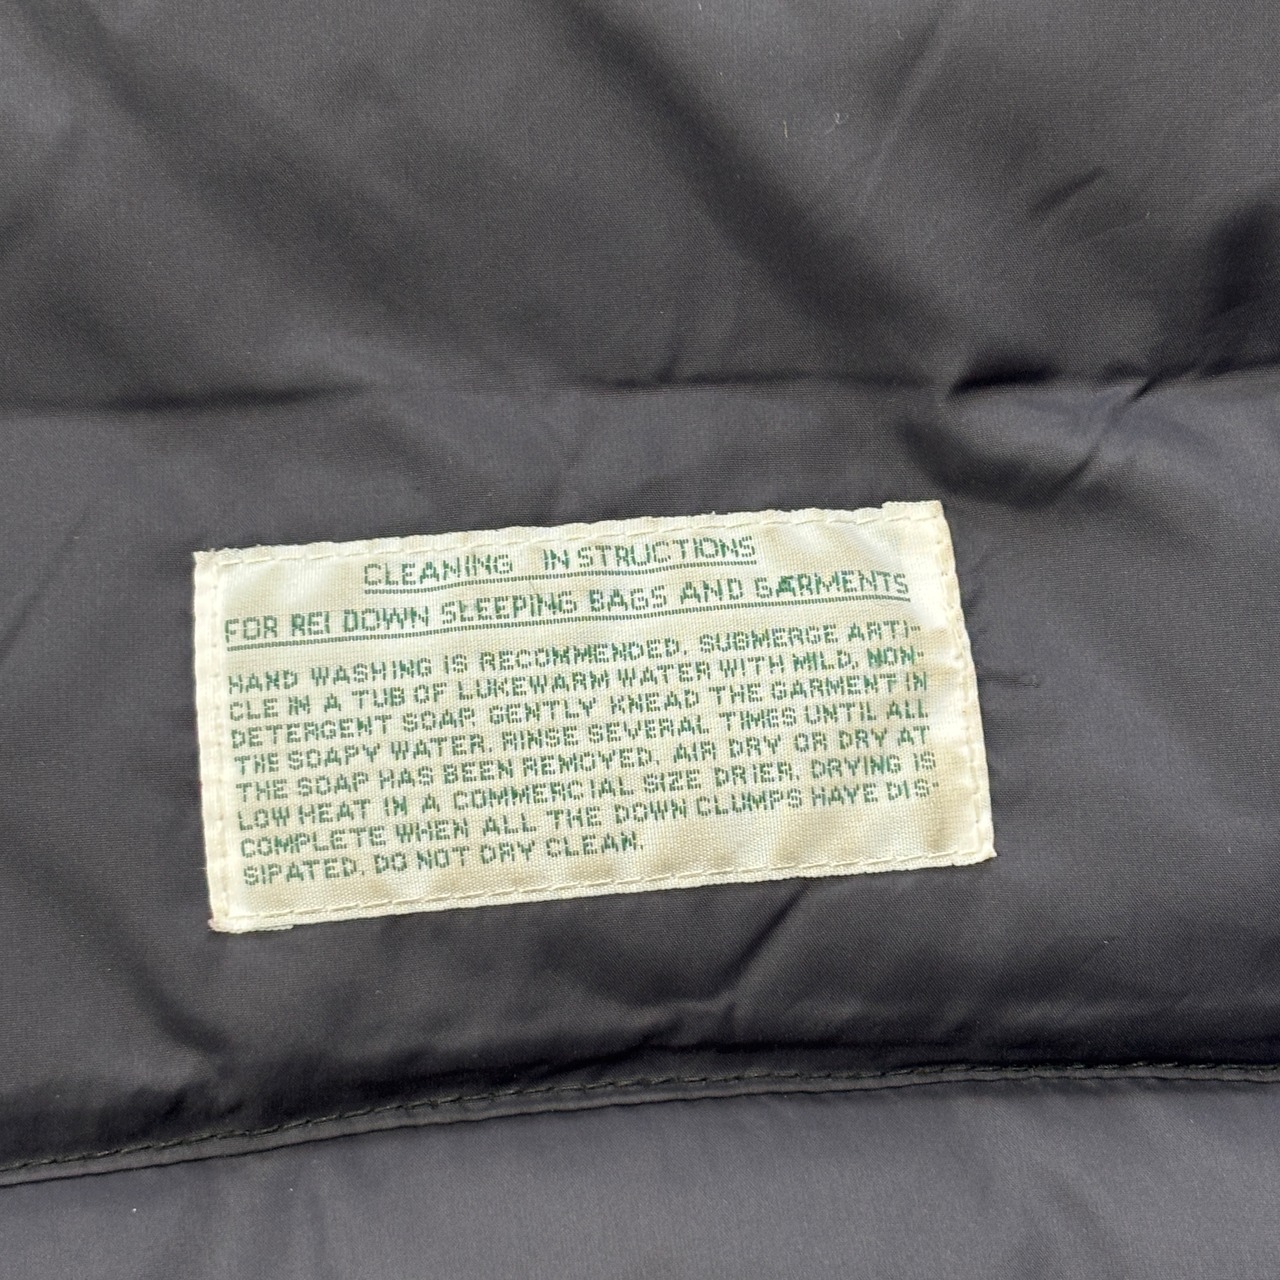 CLEANING INSTRUCTIONS
FOR REI DOWN SLEEPING BAGS AND GARMENTS
HAND WASHING IS RECOMMENDED. SUBMERGE ARTI-
CLE IN A TUB OF LUKEWARM WATER WITH MILD, NON-
DETERGENT SOAP. GENTLY KNEAD THE GARMENT IN
THE SOAPY WATER. RINSE SEVERAL TIMES UNTIL ALL
THE SOAP HAS BEEN REMOVED. AIR DRY OR DRY AT
LOW HEAT IN A COMMERCIAL SIZE DRIER. DRYING IS
COMPLETE WHEN ALL THE DOWN CLUMPS HAVE DIS-
SIPATED. DO NOT DRY CLEAN.